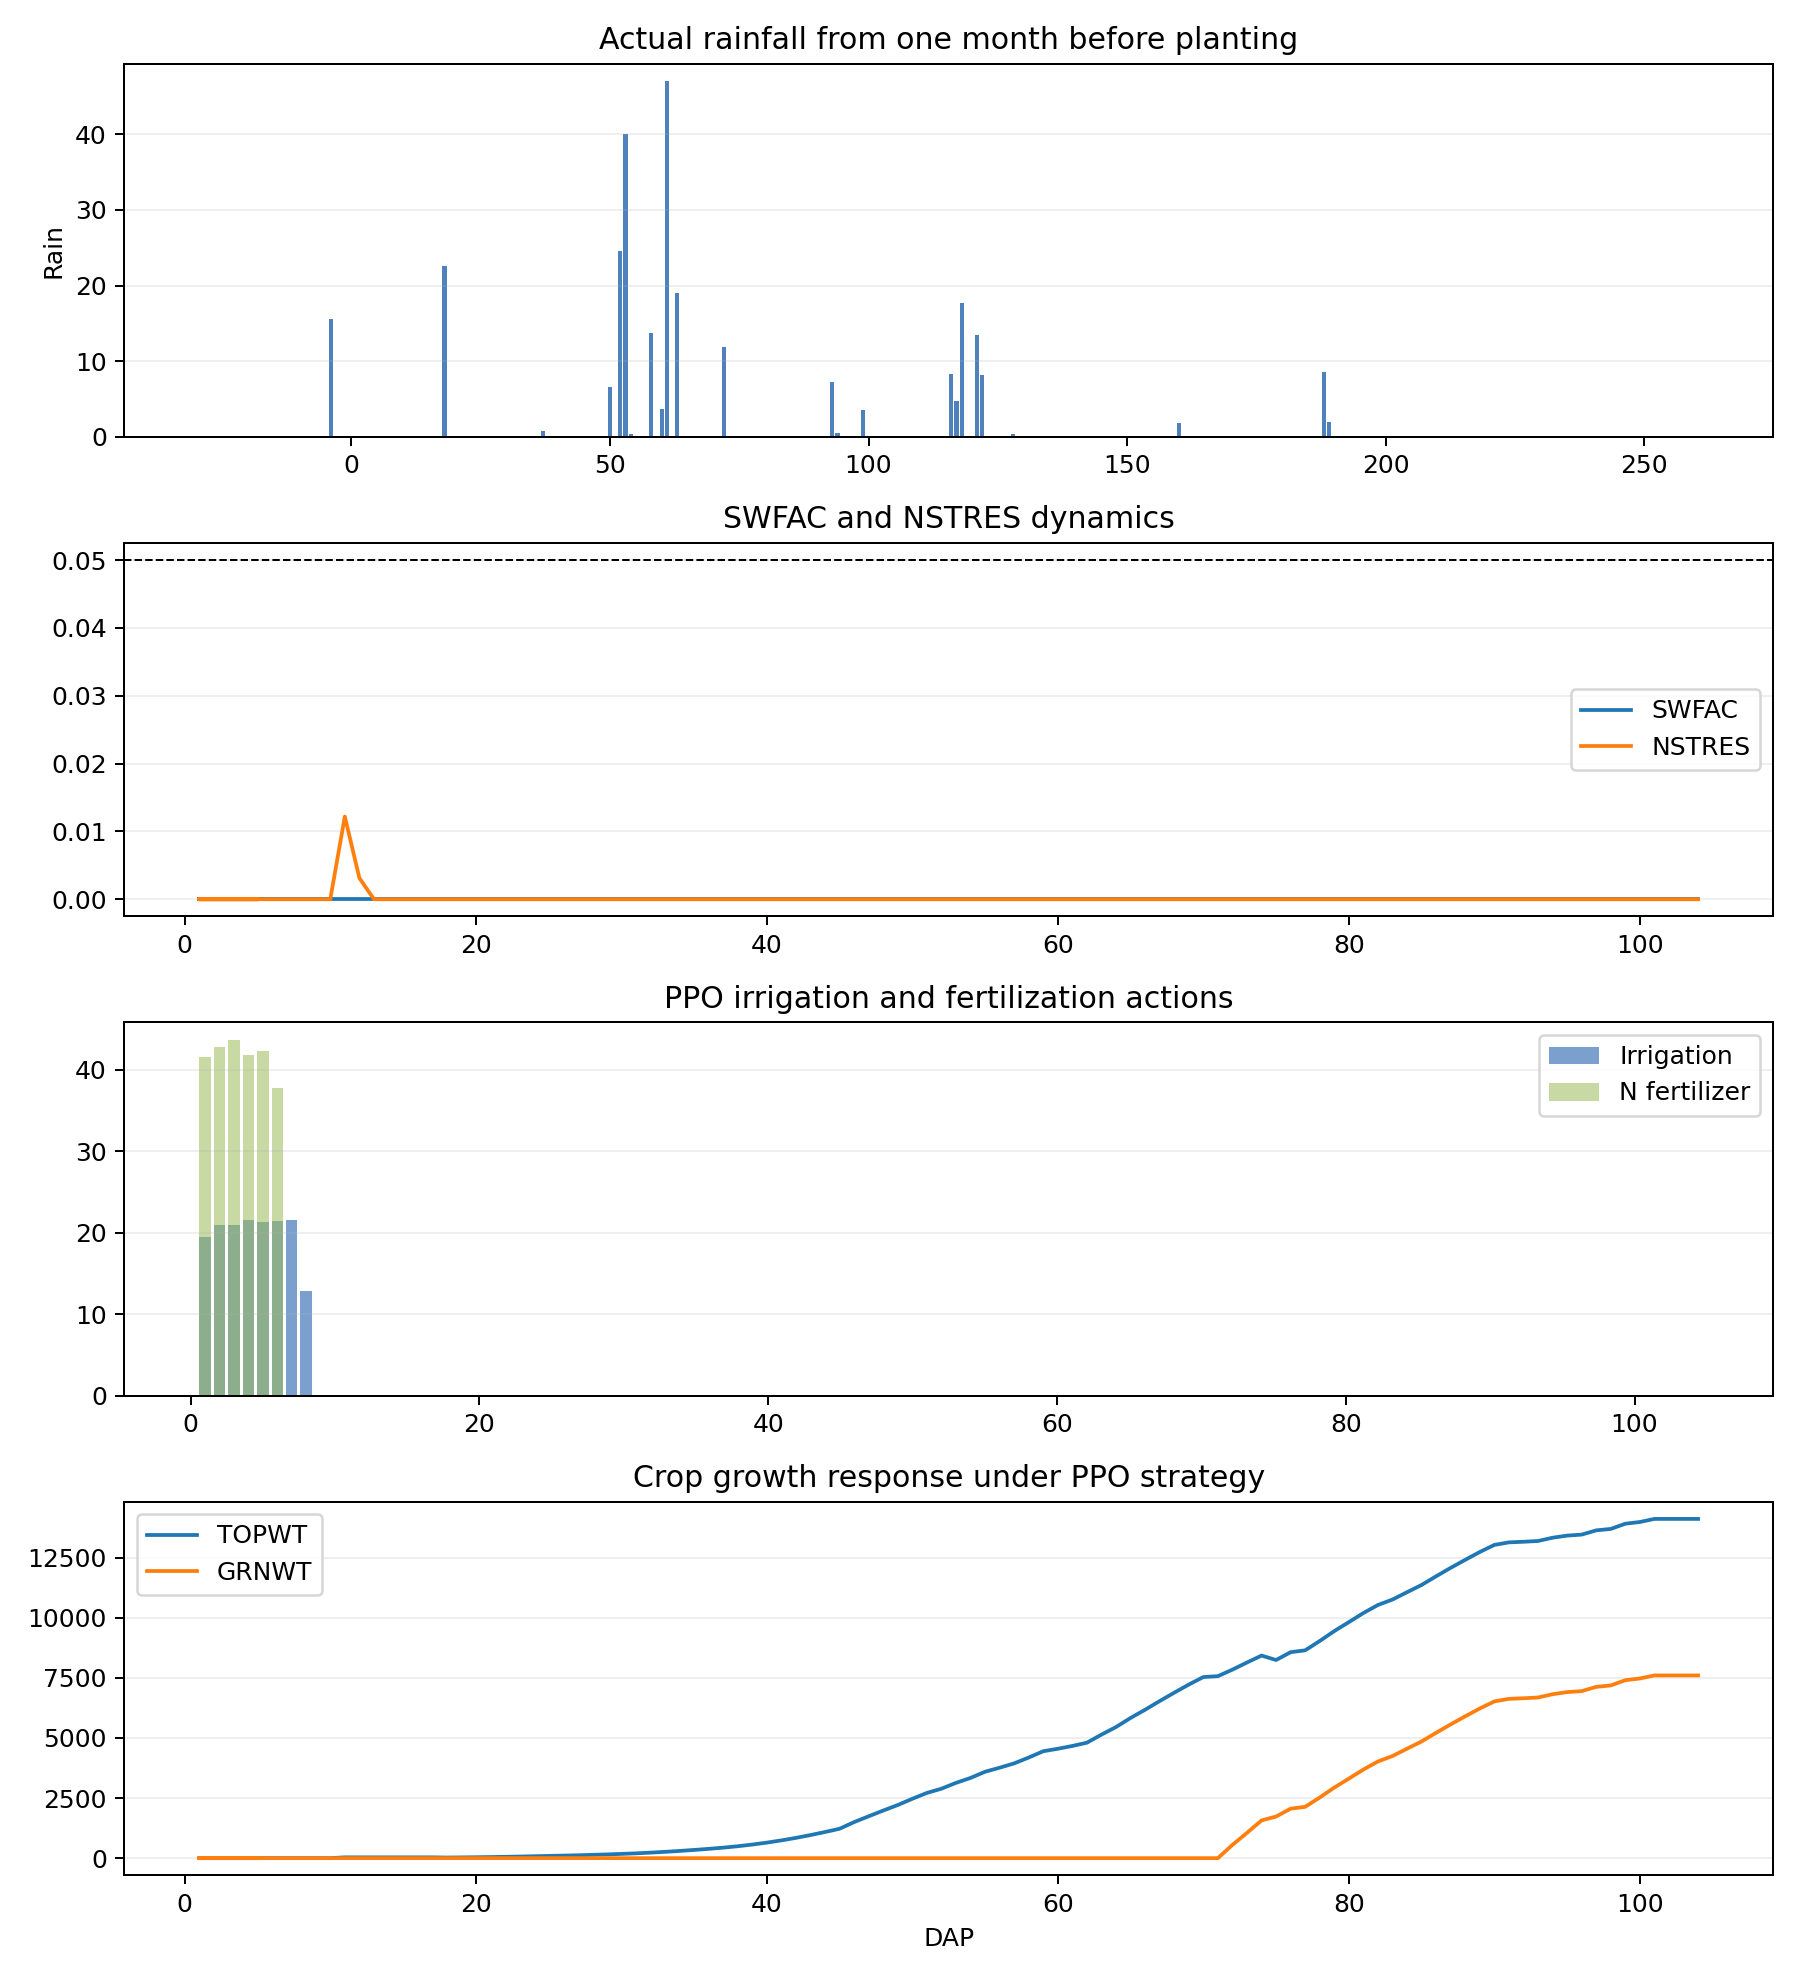 Actual rainfall from one month before planting
Rain
40
30
20
10
0
0 50 100 150 200 250
SWFAC and NSTRES dynamics
0.05
0.04
0.03
0.02
0.01
0.00
SWFAC
NSTRES
0 20 40 60 80 100
PPO irrigation and fertilization actions
40
30
20
10
0
Irrigation
N fertilizer
0 20 40 60 80 100
Crop growth response under PPO strategy
TOPWT
GRNWT
12500
10000
7500
5000
2500
0
0 20 40 60 80 100
DAP